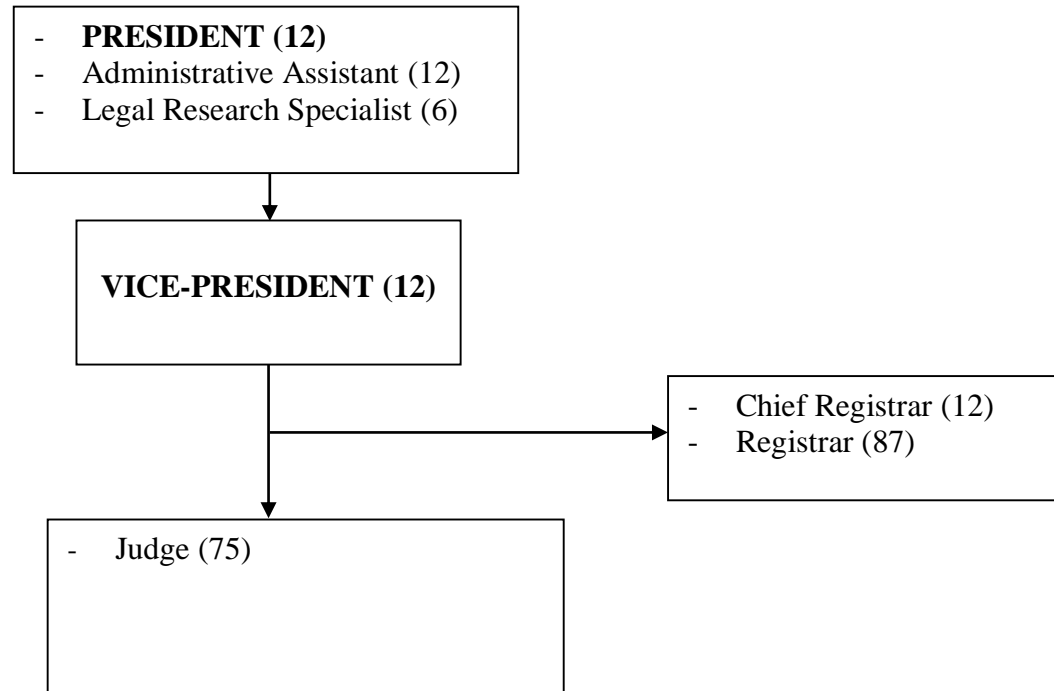 - PRESIDENT (12)
- Administrative Assistant (12)
- Legal Research Specialist (6)
VICE-PRESIDENT (12)
- Chief Registrar (12)
- Registrar (87)
- Judge (75)